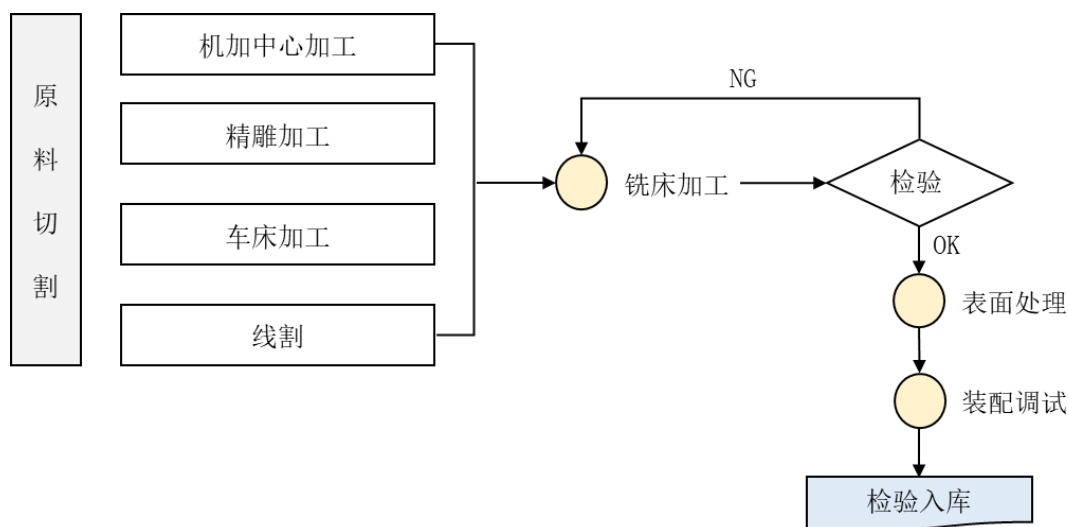 原料切割
机加中心加工
精雕加工
车床加工
线割
NG
铣床加工
检验
OK
表面处理
装配调试
检验入库